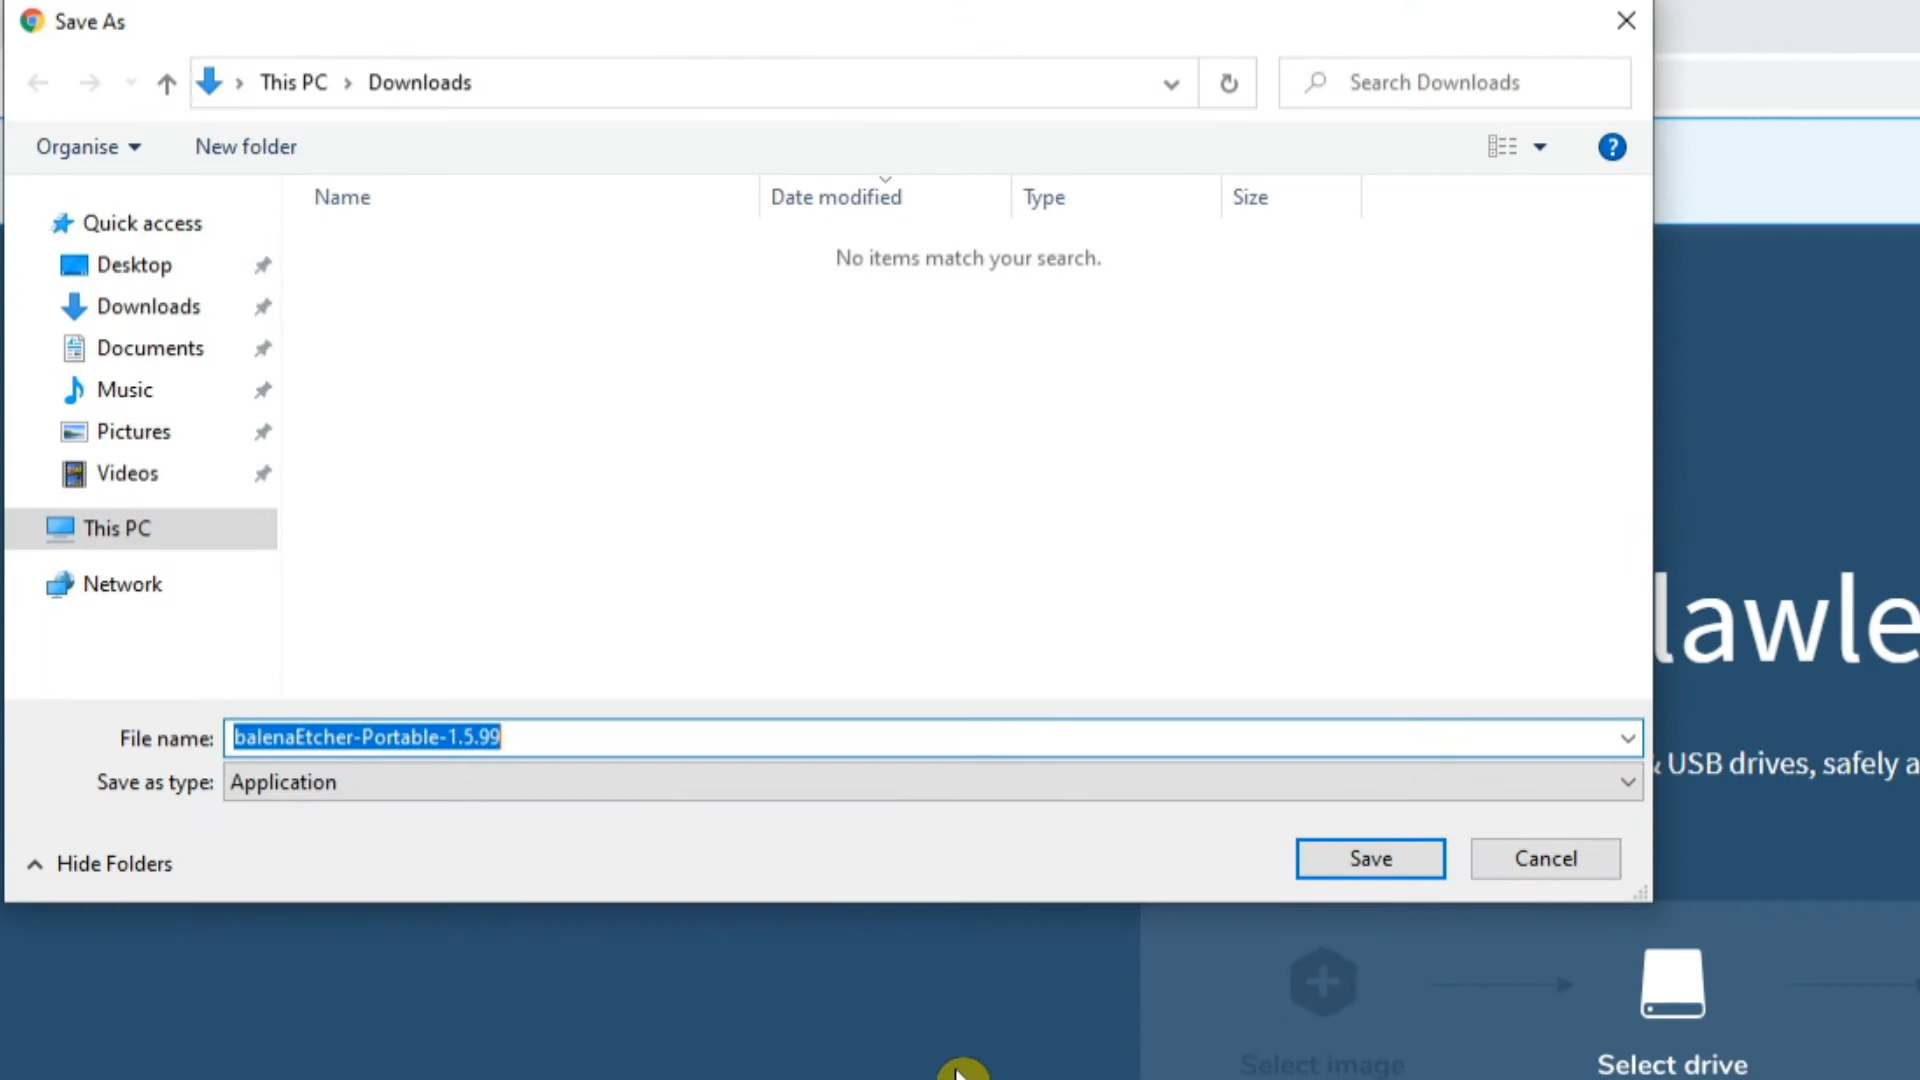 Save As
This PC
Downloads
Search Downloads
Organise
New folder
Name
Date modified
Type
Size
No items match your search.
Quick access
Desktop
Downloads
Documents
Music
Pictures
Videos
This PC
Network
lawle
File name:
balenaEtcher-Portable-1.5.99
& USB drives, safely a
Save as type:
Application
Hide Folders
Save
Cancel
Select image
Select drive